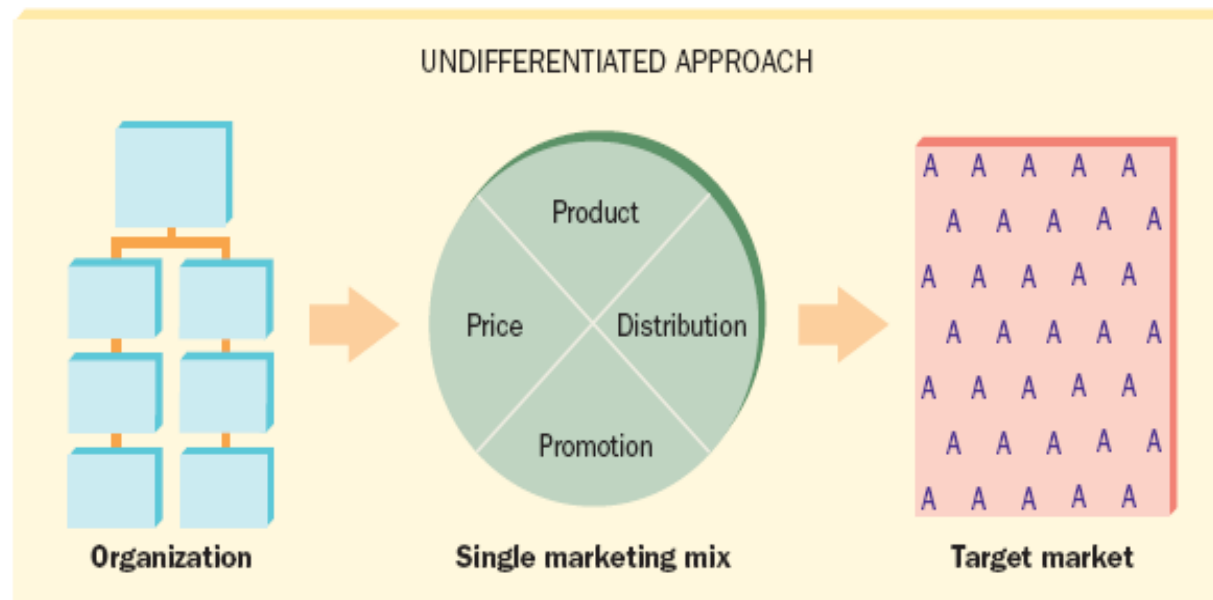 UNDIFFERENTIATED APPROACH
Product
Price
Distribution
Promotion
A A A A A
A A A A A
A A A A A
A A A A A
A A A A A
A A A A A
A A A A A
Organization
Single marketing mix
Target market